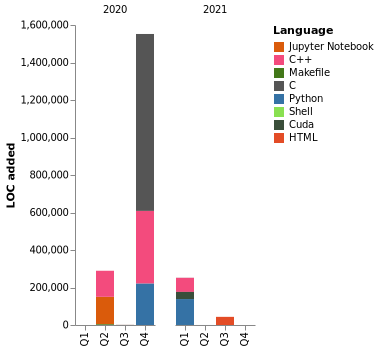 2020 2021
Language
Jupyter Notebook
C++
Makefile
C
Python
Shell
Cuda
HTML
LOC added
1,600,000
1,400,000
1,200,000
1,000,000
800,000
600,000
400,000
200,000
0
Q1 Q2 Q3 Q4 Q1 Q2 Q3 Q4